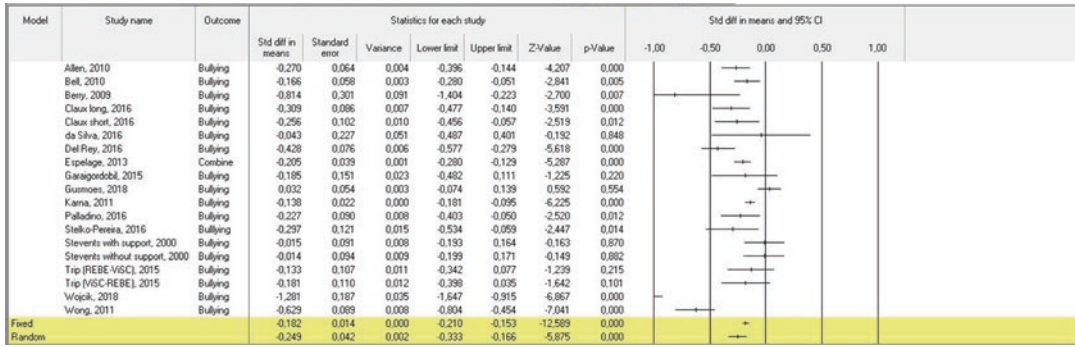 Model Study name Outcome Statistics for each study Std diff in means and 95% CI
Std diff in means Standard error Variance Lower limit Upper limit Z-Value p-Value -1,00 -0,50 0,00 0,50 1,00
Allen, 2010 Bullying -0,270 0,064 0,004 -0,396 -0,144 -4,207 0,000
Bell, 2010 Bullying -0,166 0,058 0,003 -0,280 -0,051 -2,841 0,005
Berry, 2009 Bullying -0,814 0,301 0,091 -1,404 -0,223 -2,700 0,007
Claux long, 2016 Bullying -0,309 0,086 0,007 -0,477 -0,140 -3,591 0,000
Claux short, 2016 Bullying -0,256 0,102 0,010 -0,456 -0,057 -2,519 0,012
da Silva, 2016 Bullying -0,043 0,227 0,051 -0,487 0,401 -0,192 0,848
Del Rey, 2016 Bullying -0,428 0,076 0,006 -0,577 -0,279 -5,618 0,000
Espelage, 2013 Combine -0,205 0,039 0,001 -0,280 -0,129 -5,287 0,000
Garaigordobil, 2015 Bullying -0,185 0,151 0,023 -0,482 0,111 -1,225 0,220
Gusmoes, 2018 Bullying 0,032 0,054 0,003 -0,074 0,139 0,592 0,554
Karna, 2011 Bullying -0,138 0,022 0,000 -0,181 -0,095 -6,225 0,000
Palladino, 2016 Bullying -0,227 0,090 0,008 -0,403 -0,050 -2,520 0,012
Stelko-Pereira, 2016 Bulllying -0,297 0,121 0,015 -0,534 -0,059 -2,447 0,014
Stevents with support, 2000 Bullying -0,015 0,091 0,008 -0,193 0,164 -0,163 0,870
Stevents without support, 2000 Bullying -0,014 0,094 0,009 -0,199 0,171 -0,149 0,882
Trip (REBE-ViSC), 2015 Bullying -0,133 0,107 0,011 -0,342 0,077 -1,239 0,215
Trip (ViSC-REBE), 2015 Bullying -0,181 0,110 0,012 -0,398 0,035 -1,642 0,101
Wojcik, 2018 Bullying -1,281 0,187 0,035 -1,647 -0,915 -6,867 0,000
Wong, 2011 Bullying -0,629 0,089 0,008 -0,804 -0,454 -7,041 0,000
Fixed -0,182 0,014 0,000 -0,210 -0,153 -12,589 0,000
Random -0,249 0,042 0,002 -0,333 -0,166 -5,875 0,000